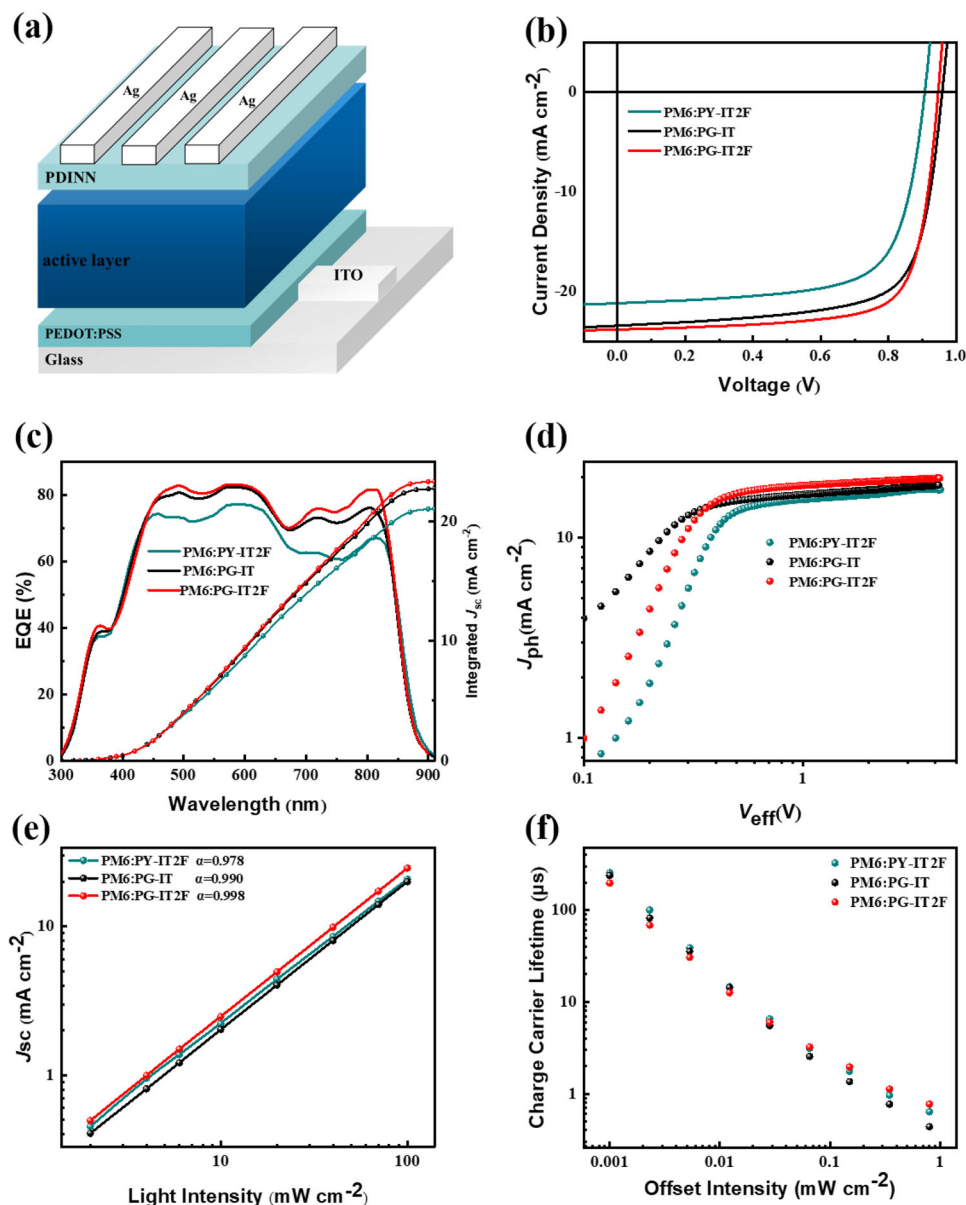 (a)
Ag
Ag
Ag
PDINN
active layer
ITO
PEDOT:PSS
Glass
(b)
Current Density (mA cm-2)
0
-10
-20
PM6:PY-IT2F
PM6:PG-IT
PM6:PG-IT2F
0.0 0.2 0.4 0.6 0.8 1.0
Voltage (V)
(c)
EQE (%)
80
60
40
20
0
PM6:PY-IT2F
PM6:PG-IT
PM6:PG-IT2F
20
10
0
Integrated Jsc (mA cm-2)
300 400 500 600 700 800 900
Wavelength (nm)
(d)
Jph(mA cm-2)
10
1
PM6:PY-IT2F
PM6:PG-IT
PM6:PG-IT2F
0.1 1
Veff(V)
(e)
Jsc (mA cm-2)
10
1
PM6:PY-IT2F α=0.978
PM6:PG-IT α=0.990
PM6:PG-IT2F α=0.998
10 100
Light Intensity (mW cm-2)
(f)
Charge Carrier Lifetime (μs)
100
10
1
PM6:PY-IT2F
PM6:PG-IT
PM6:PG-IT2F
0.001 0.01 0.1 1
Offset Intensity (mW cm-2)